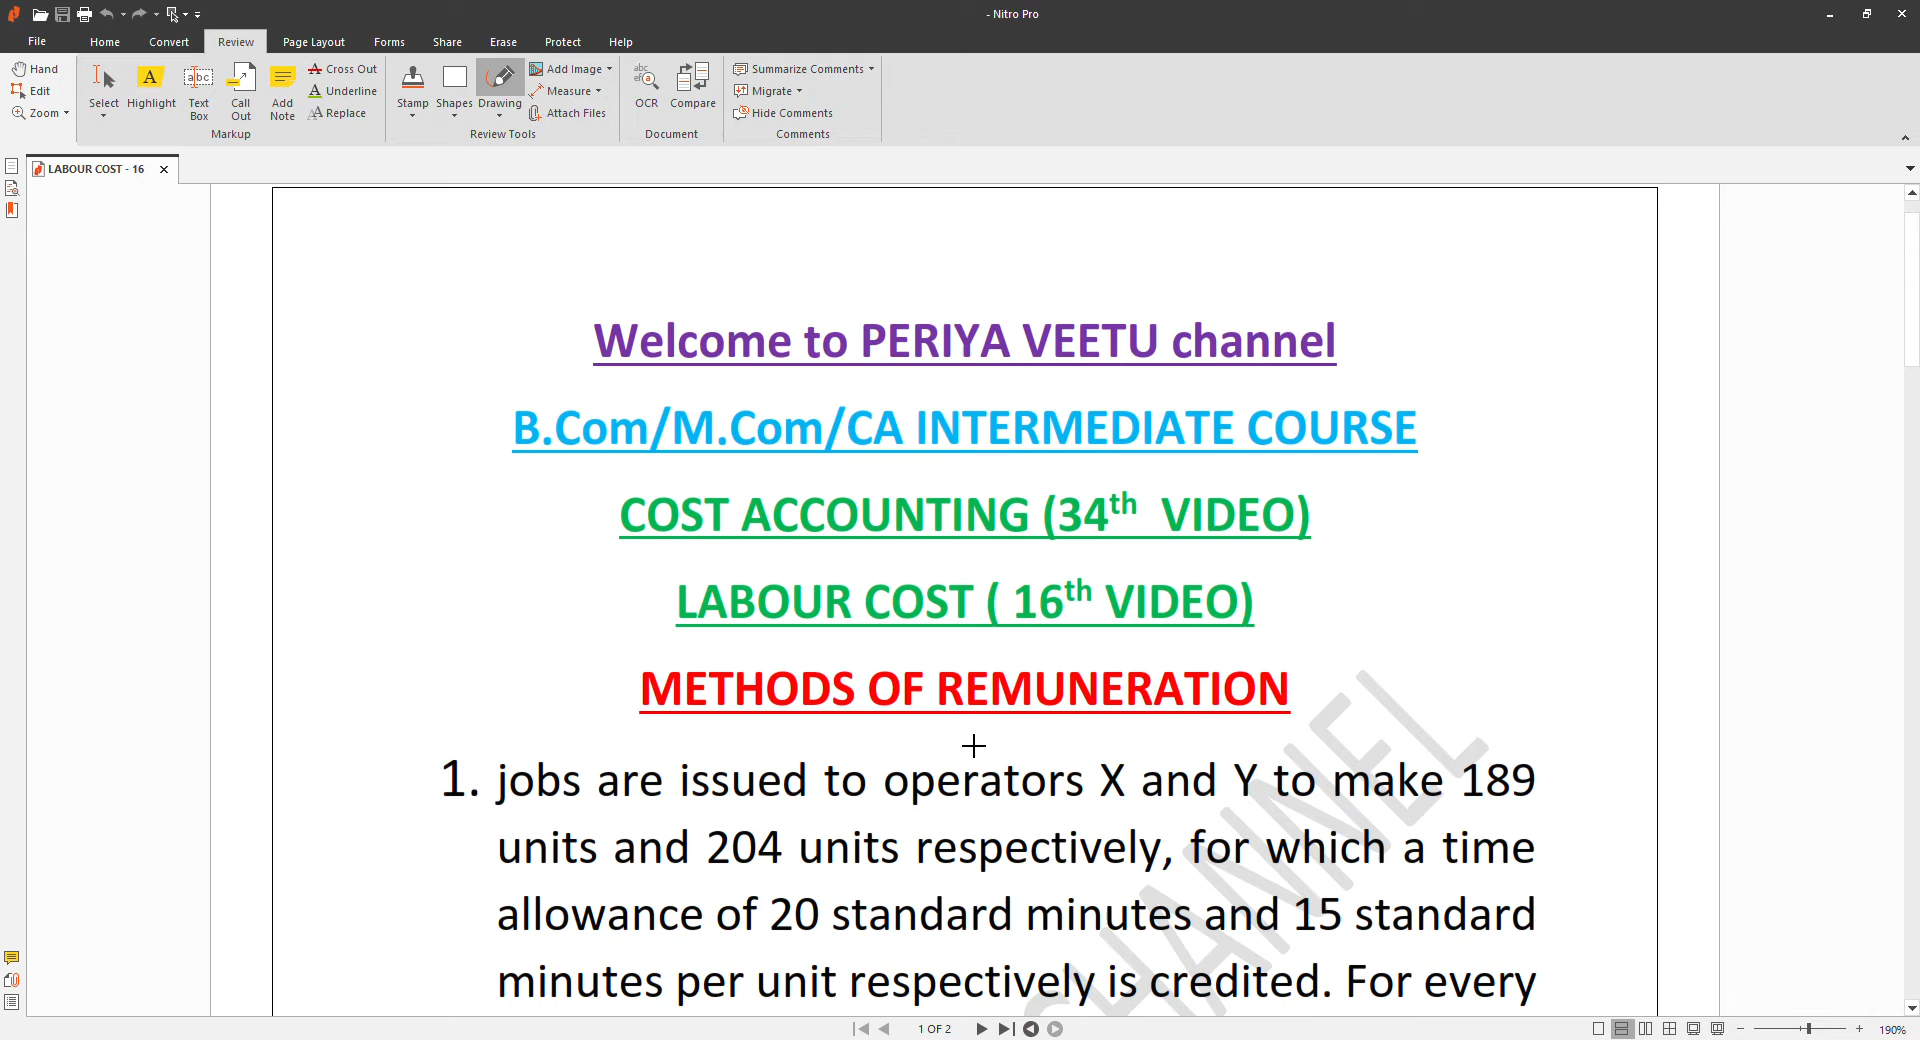 - Nitro Pro
File Home Convert Review Page Layout Forms Share Erase Protect Help
Hand
Edit
Zoom
Select
Highlight
Text Box
Call Out
Add Note
Cross Out
Underline
Replace
Markup
Stamp
Shapes
Drawing
Add Image
Measure
Attach Files
Review Tools
OCR
Compare
Document
Summarize Comments
Migrate
Hide Comments
Comments
LABOUR COST - 16
Welcome to PERIYA VEETU channel
B.Com/M.Com/CA INTERMEDIATE COURSE
COST ACCOUNTING (34th VIDEO)
LABOUR COST ( 16th VIDEO)
METHODS OF REMUNERATION
1. jobs are issued to operators X and Y to make 189
units and 204 units respectively, for which a time
allowance of 20 standard minutes and 15 standard
minutes per unit respectively is credited. For every
CHANNEL
1 OF 2
190%